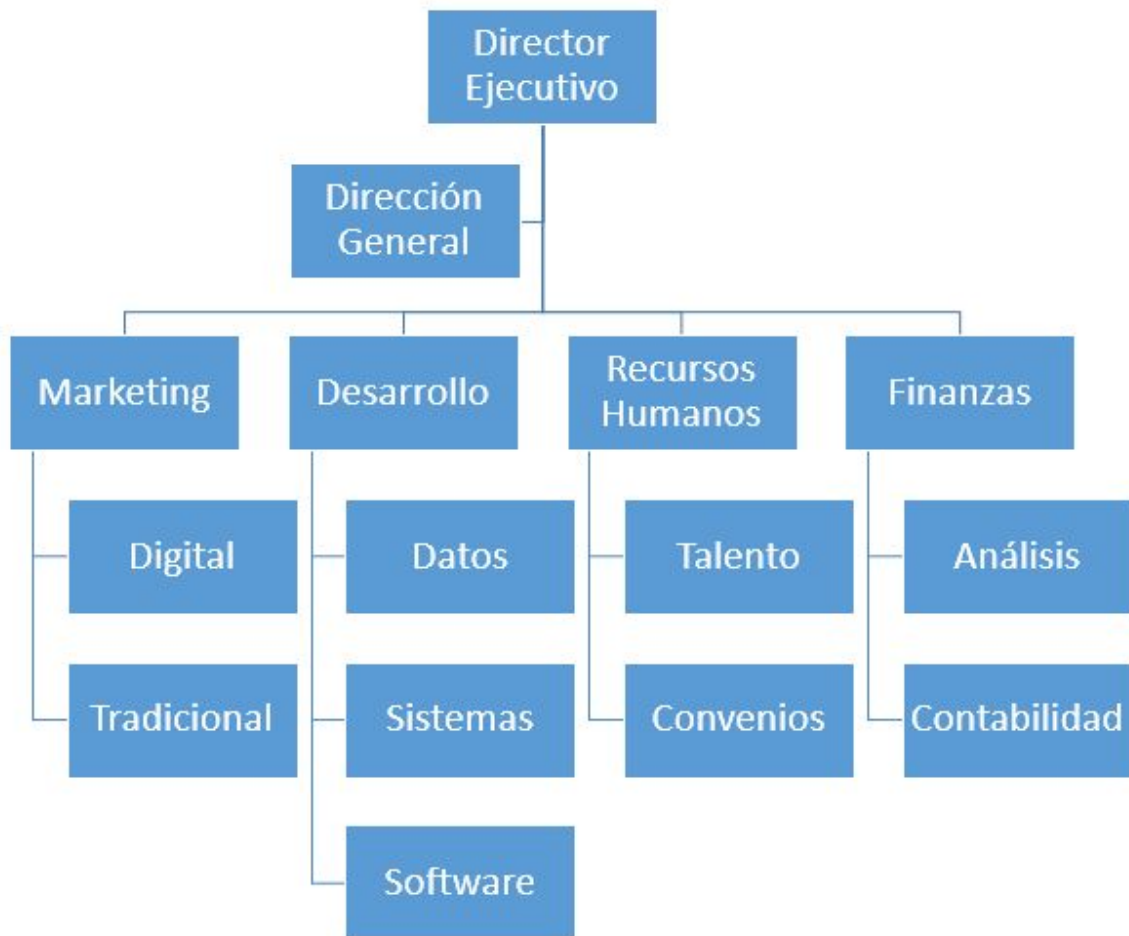 Director
Ejecutivo
Dirección
General
Marketing
Desarrollo
Recursos
Humanos
Finanzas
Digital
Datos
Talento
Análisis
Tradicional
Sistemas
Convenios
Contabilidad
Software